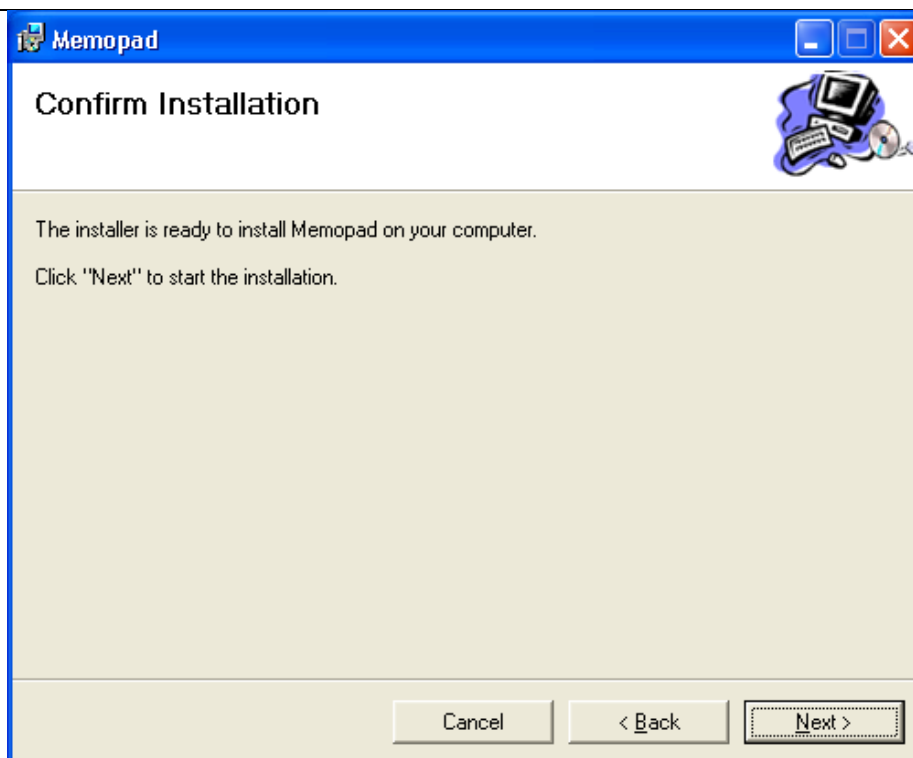 Memopad
Confirm Installation
The installer is ready to install Memopad on your computer.
Click "Next" to start the installation.
Cancel
< Back
Next >